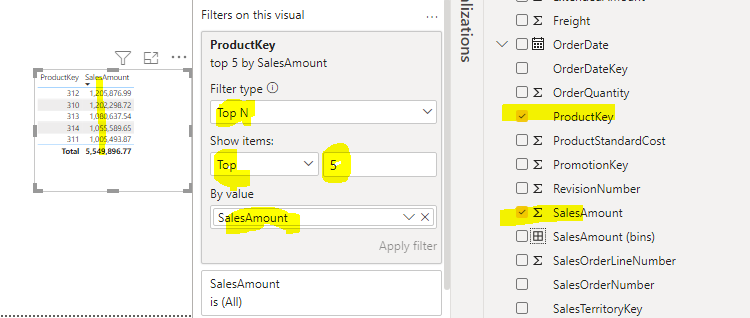 ProductKey SalesAmount
312 1,205,876.99
310 1,202,298.72
313 1,080,637.54
314 1,055,589.65
311 1,005,493.87
Total 5,549,896.77
Filters on this visual
ProductKey
top 5 by SalesAmount
Filter type
Top N
Show items:
Top 5
By value
SalesAmount
Apply filter
SalesAmount
is (All)
alizations
Freight
OrderDate
OrderDateKey
OrderQuantity
ProductKey
ProductStandardCost
PromotionKey
RevisionNumber
SalesAmount
SalesAmount (bins)
SalesOrderLineNumber
SalesOrderNumber
SalesTerritoryKey